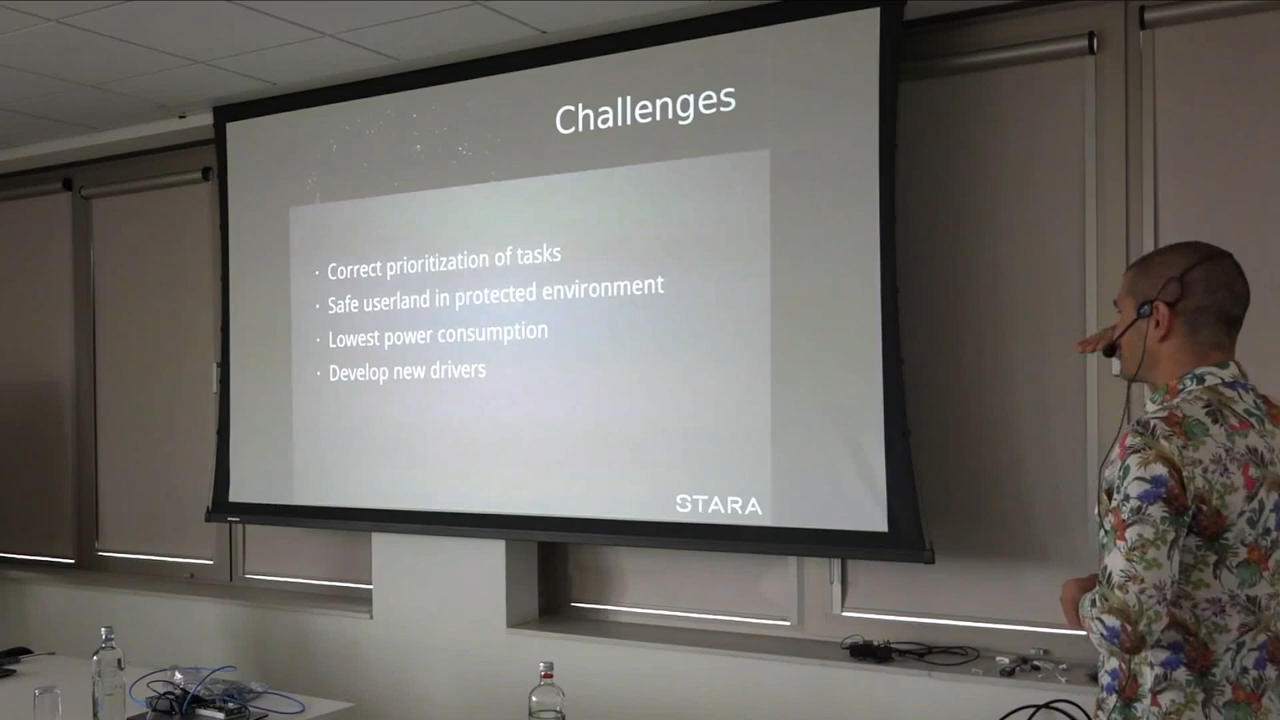 Challenges
· Correct prioritization of tasks
· Safe userland in protected environment
· Lowest power consumption
· Develop new drivers
STARA